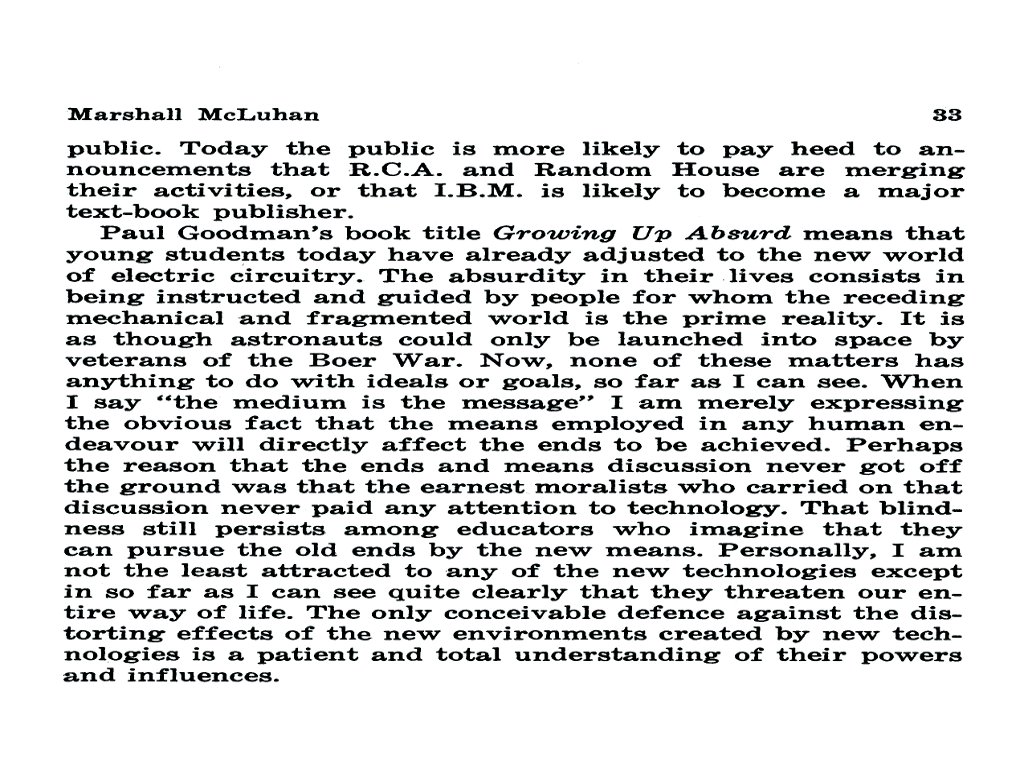 Marshall McLuhan 33
public. Today the public is more likely to pay heed to an-
nouncements that R.C.A. and Random House are merging
their activities, or that I.B.M. is likely to become a major
text-book publisher.
Paul Goodman's book title Growing Up Absurd means that
young students today have already adjusted to the new world
of electric circuitry. The absurdity in their lives consists in
being instructed and guided by people for whom the receding
mechanical and fragmented world is the prime reality. It is
as though astronauts could only be launched into space by
veterans of the Boer War. Now, none of these matters has
anything to do with ideals or goals, so far as I can see. When
I say “the medium is the message” I am merely expressing
the obvious fact that the means employed in any human en-
deavour will directly affect the ends to be achieved. Perhaps
the reason that the ends and means discussion never got off
the ground was that the earnest moralists who carried on that
discussion never paid any attention to technology. That blind-
ness still persists among educators who imagine that they
can pursue the old ends by the new means. Personally, I am
not the least attracted to any of the new technologies except
in so far as I can see quite clearly that they threaten our en-
tire way of life. The only conceivable defence against the dis-
torting effects of the new environments created by new tech-
nologies is a patient and total understanding of their powers
and influences.